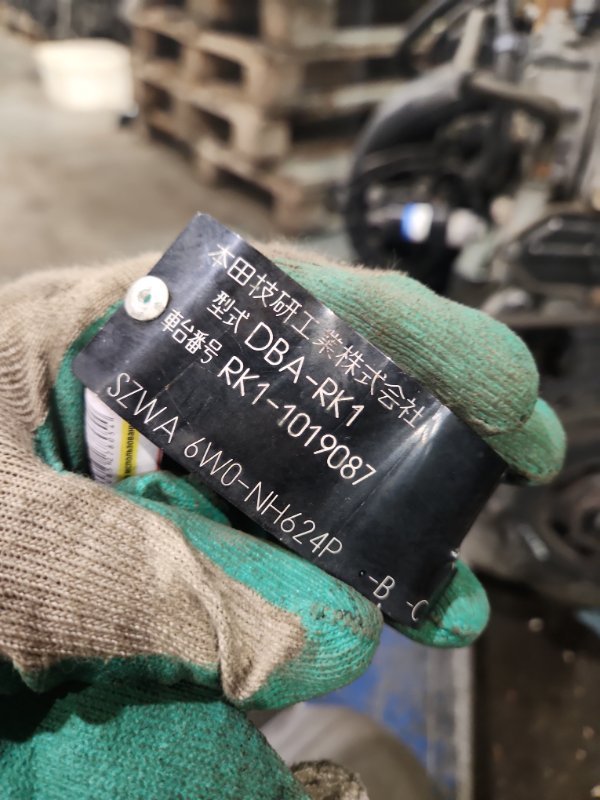 本田技研工業株式会社
型式 DBA-RK1
車台番号 RK1-1019087
SZWA 6W0-NH624P -B -C